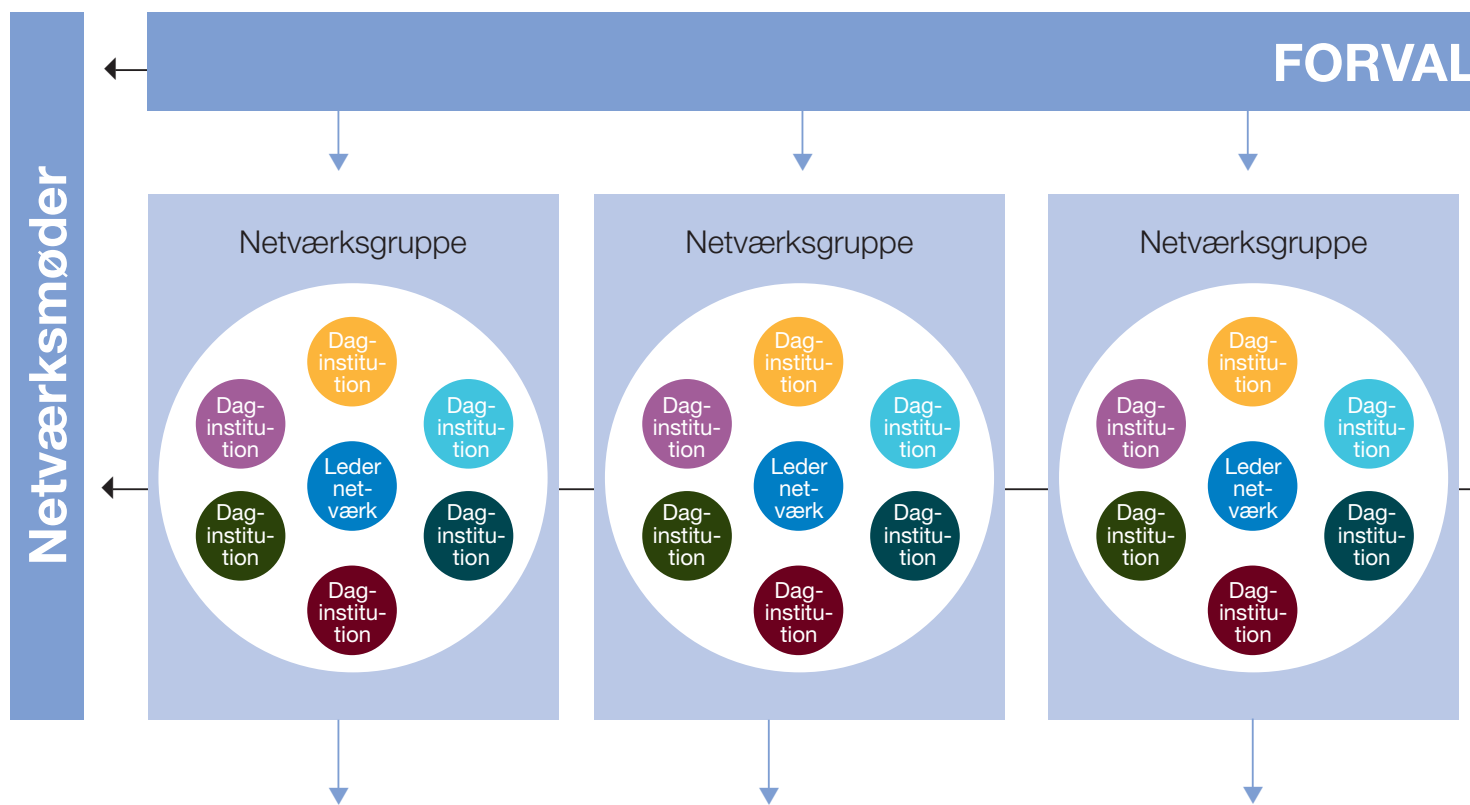 FORVAL
Netværksmøder
Netværksgruppe
Dag-
institu-
tion
Dag-
institu-
tion
Dag-
institu-
tion
Leder
net-
værk
Dag-
institu-
tion
Dag-
institu-
tion
Dag-
institu-
tion
Netværksgruppe
Dag-
institu-
tion
Dag-
institu-
tion
Dag-
institu-
tion
Leder
net-
værk
Dag-
institu-
tion
Dag-
institu-
tion
Dag-
institu-
tion
Netværksgruppe
Dag-
institu-
tion
Dag-
institu-
tion
Dag-
institu-
tion
Leder
net-
værk
Dag-
institu-
tion
Dag-
institu-
tion
Dag-
institu-
tion